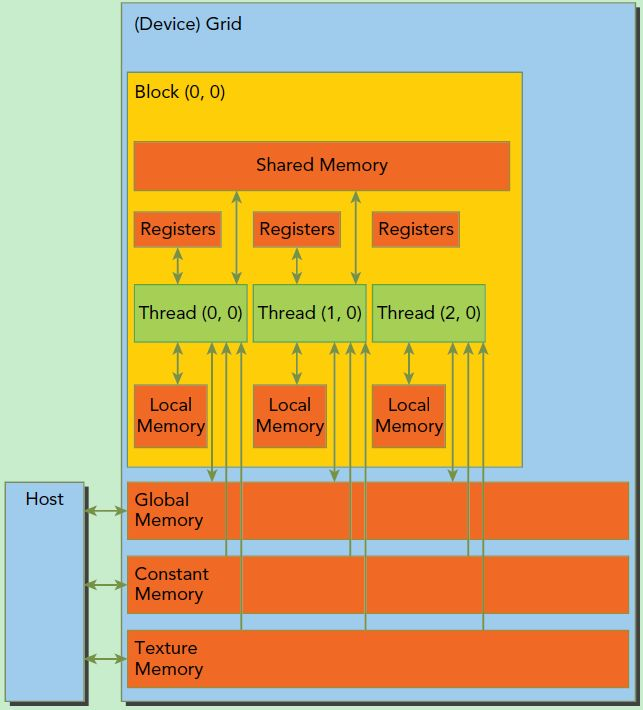 (Device) Grid
Block (0, 0)
Shared Memory
Registers
Registers
Registers
Thread (0, 0)
Thread (1, 0)
Thread (2, 0)
Local
Memory
Local
Memory
Local
Memory
Host
Global
Memory
Constant
Memory
Texture
Memory